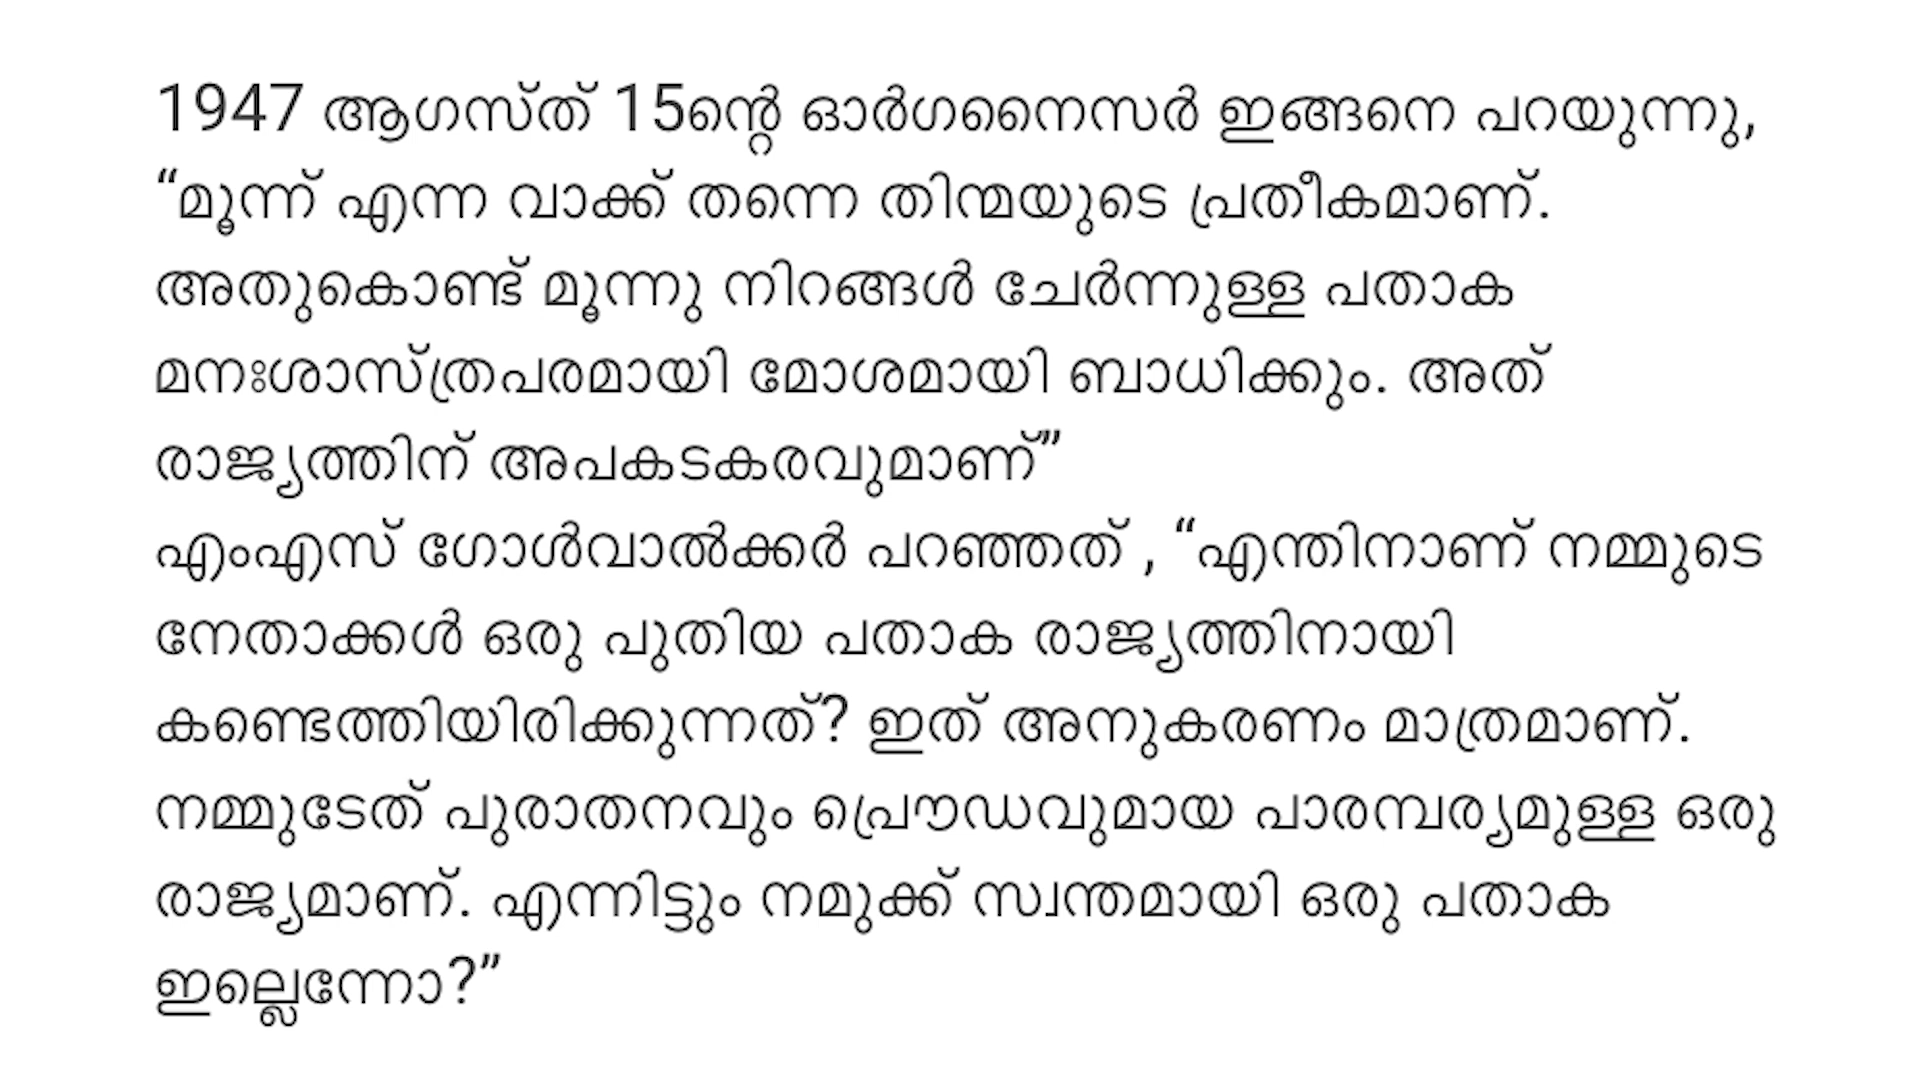 1947 ആഗസ്ത് 15ന്റെ ഓർഗനൈസർ ഇങ്ങനെ പറയുന്നു,
“മൂന്ന് എന്ന വാക്ക് തന്നെ തിന്മയുടെ പ്രതീകമാണ്.
അതുകൊണ്ട് മൂന്നു നിറങ്ങൾ ചേർന്നുള്ള പതാക
മനഃശാസ്ത്രപരമായി മോശമായി ബാധിക്കും. അത്
രാജ്യത്തിന് അപകടകരവുമാണ്”
എംഎസ് ഗോൾവാൽക്കർ പറഞ്ഞത് , “എന്തിനാണ് നമ്മുടെ
നേതാക്കൾ ഒരു പുതിയ പതാക രാജ്യത്തിനായി
കണ്ടെത്തിയിരിക്കുന്നത്? ഇത് അനുകരണം മാത്രമാണ്.
നമ്മുടേത് പുരാതനവും പ്രൌഡവുമായ പാരമ്പര്യമുള്ള ഒരു
രാജ്യമാണ്. എന്നിട്ടും നമുക്ക് സ്വന്തമായി ഒരു പതാക
ഇല്ലെന്നോ?”